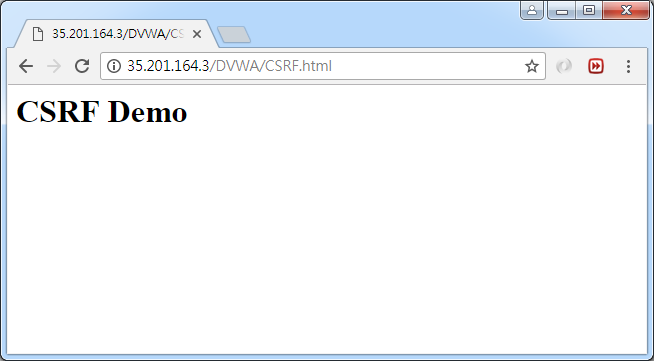 35.201.164.3/DVWA/CS
35.201.164.3/DVWA/CSRF.html
CSRF Demo